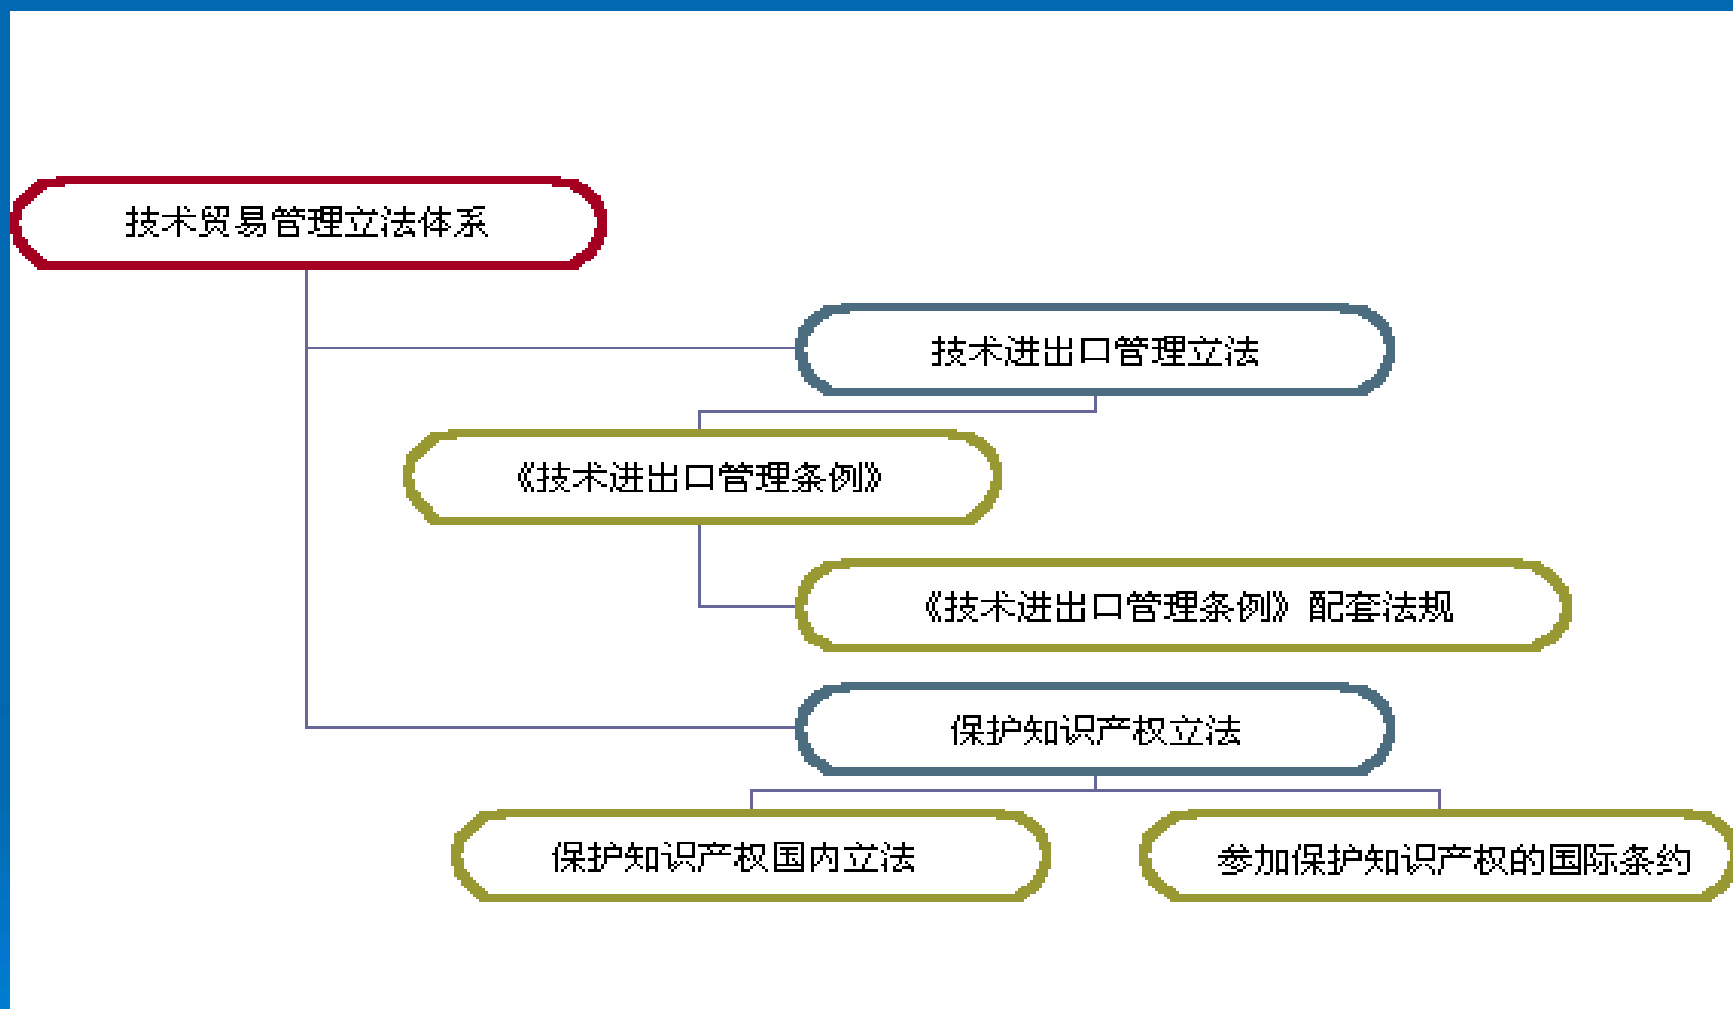 技术贸易管理立法体系
技术进出口管理立法
《技术进出口管理条例》
《技术进出口管理条例》配套法规
保护知识产权立法
保护知识产权国内立法
参加保护知识产权的国际条约